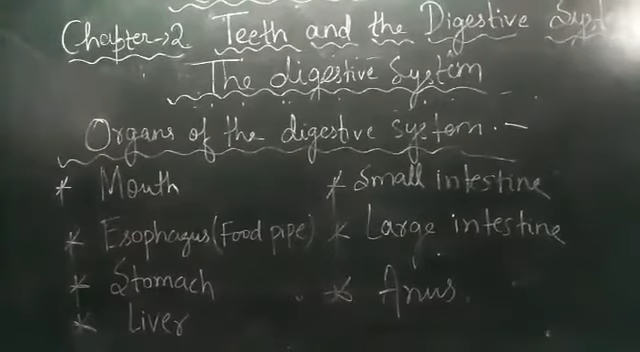 Chapter→2 Teeth and the Digestive Syst
The digestive System
Organs of the digestive system.—
* Mouth
* Esophagus (Food pipe)
* Stomach
* Liver
* Small intestine
* Large intestine
* Anus.